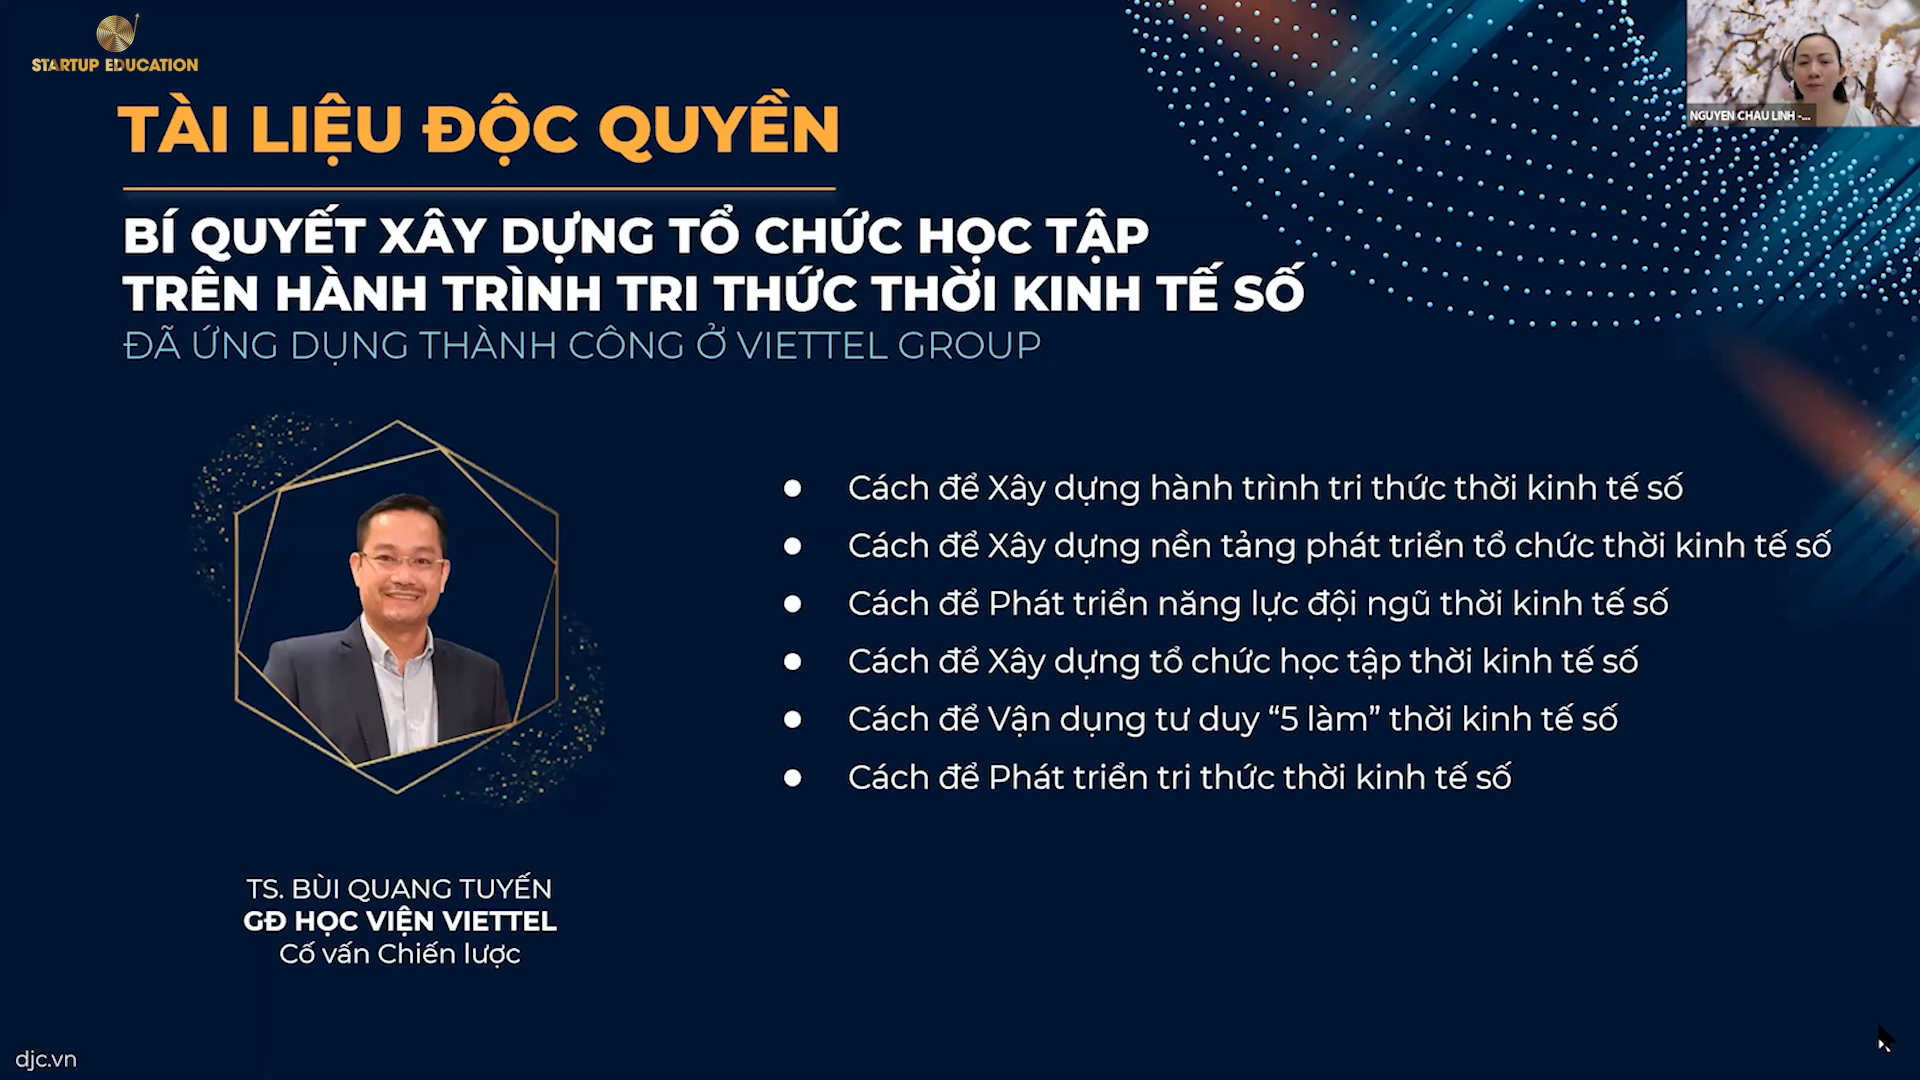 STARTUP EDUCATION
NGUYEN CHAU LINH -...
TÀI LIỆU ĐỘC QUYỀN
BÍ QUYẾT XÂY DỰNG TỔ CHỨC HỌC TẬP
TRÊN HÀNH TRÌNH TRI THỨC THỜI KINH TẾ SỐ
ĐÃ ỨNG DỤNG THÀNH CÔNG Ở VIETTEL GROUP
• Cách để Xây dựng hành trình tri thức thời kinh tế số
• Cách để Xây dựng nền tảng phát triển tổ chức thời kinh tế số
• Cách để Phát triển năng lực đội ngũ thời kinh tế số
• Cách để Xây dựng tổ chức học tập thời kinh tế số
• Cách để Vận dụng tư duy “5 làm” thời kinh tế số
• Cách để Phát triển tri thức thời kinh tế số
TS. BÙI QUANG TUYẾN
GĐ HỌC VIỆN VIETTEL
Cố vấn Chiến lược
djc.vn